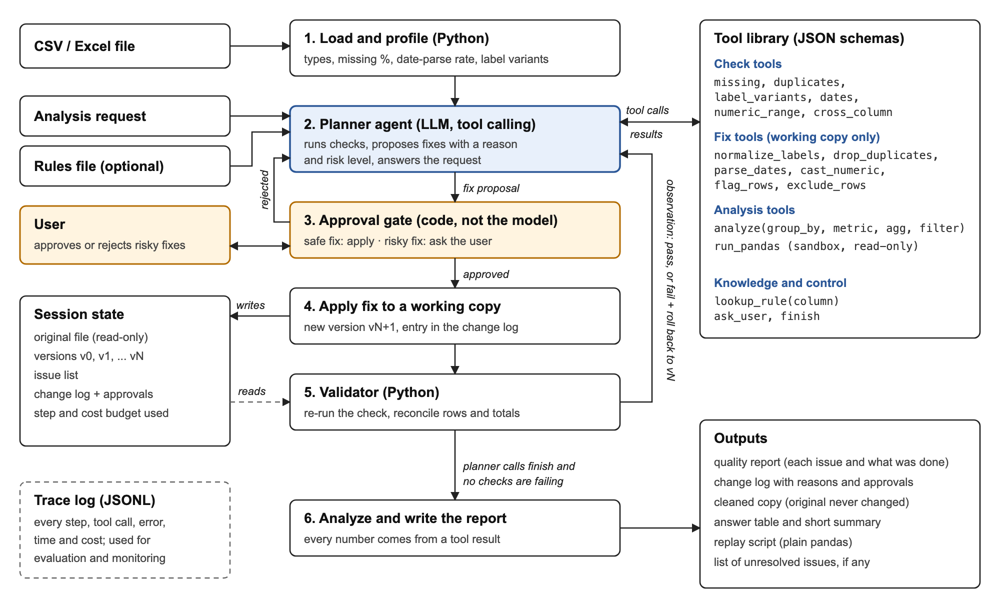 CSV / Excel file
1. Load and profile (Python)
types, missing %, date-parse rate, label variants
Analysis request
Rules file (optional)
2. Planner agent (LLM, tool calling)
runs checks, proposes fixes with a reason
and risk level, answers the request
tool calls
results
rejected
fix proposal
User
approves or rejects risky fixes
3. Approval gate (code, not the model)
safe fix: apply · risky fix: ask the user
approved
observation: pass, or fail + roll back to vN
writes
4. Apply fix to a working copy
new version vN+1, entry in the change log
Session state
original file (read-only)
versions v0, v1, ... vN
issue list
change log + approvals
step and cost budget used
reads
5. Validator (Python)
re-run the check, reconcile rows and totals
planner calls finish and
no checks are failing
Trace log (JSONL)
every step, tool call, error,
time and cost; used for
evaluation and monitoring
6. Analyze and write the report
every number comes from a tool result
Tool library (JSON schemas)
Check tools
missing, duplicates,
label_variants, dates,
numeric_range, cross_column
Fix tools (working copy only)
normalize_labels, drop_duplicates,
parse_dates, cast_numeric,
flag_rows, exclude_rows
Analysis tools
analyze(group_by, metric, agg, filter)
run_pandas (sandbox, read-only)
Knowledge and control
lookup_rule(column)
ask_user, finish
Outputs
quality report (each issue and what was done)
change log with reasons and approvals
cleaned copy (original never changed)
answer table and short summary
replay script (plain pandas)
list of unresolved issues, if any